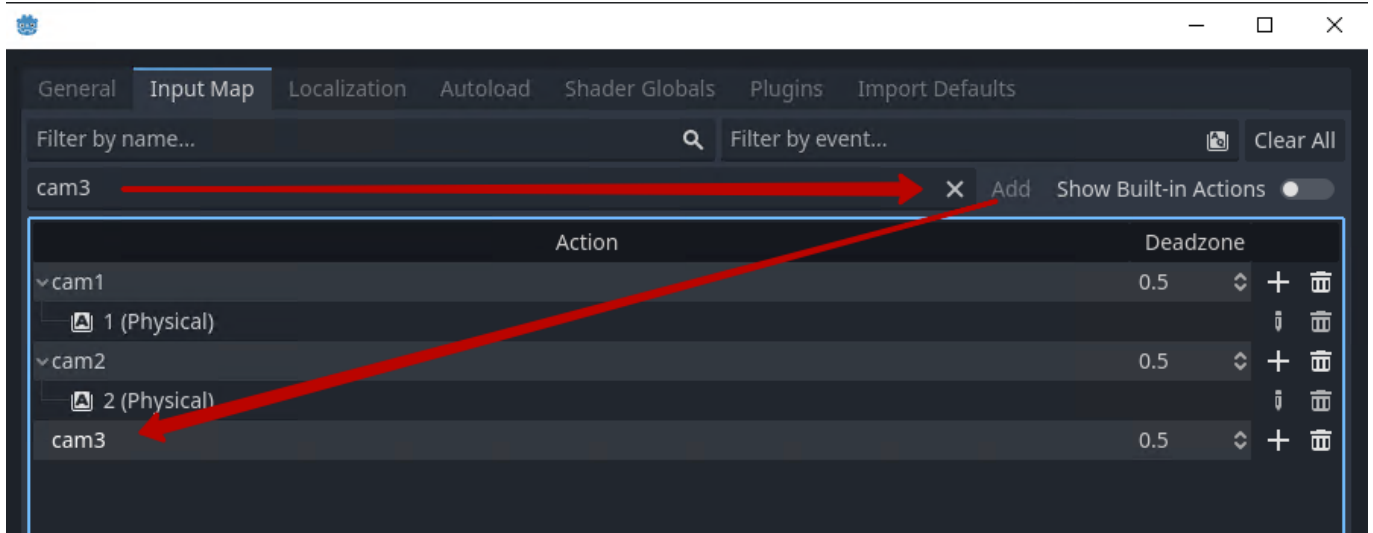 General Input Map Localization Autoload Shader Globals Plugins Import Defaults
Filter by name... Filter by event... Clear All
cam3 Add Show Built-in Actions
Action Deadzone
cam1 0.5
1 (Physical)
cam2 0.5
2 (Physical)
cam3 0.5